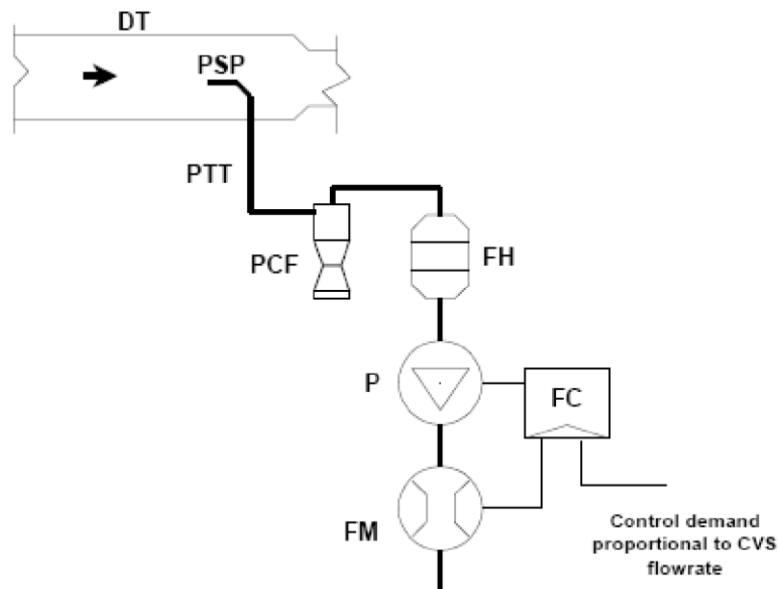 DT
PSP
PTT
PCF
FH
P
FC
FM
Control demand
proportional to CVS
flowrate